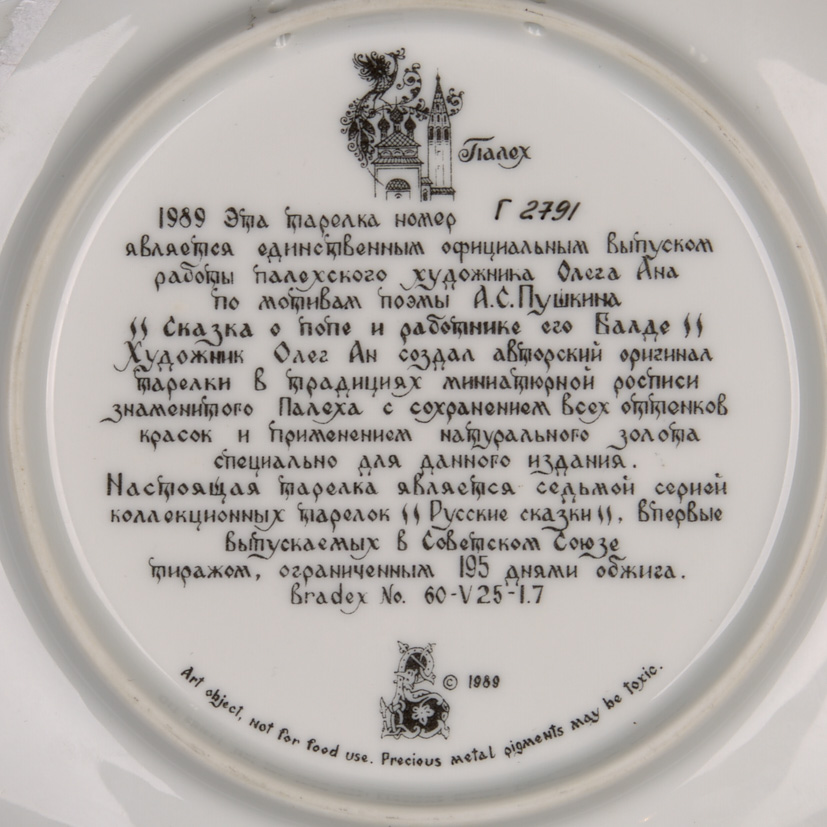 Палех
1989 Эта тарелка номер Г 2791
является единственным официальным выпуском
работы палехского художника Олега Ана
по мотивам поэмы А.С.Пушкина
"Сказка о попе и работнике его Балде"
Художник Олег Ан создал авторский оригинал
тарелки в традициях миниатюрной росписи
знаменитого Палеха с сохранением всех оттенков
красок и применением натурального золота
специально для данного издания.
Настоящая тарелка является седьмой серией
коллекционных тарелок "Русские сказки", впервые
выпускаемых в Советском Союзе
тиражом, ограниченным 195 днями обжига.
Bradex No. 60-V25-1.7
© 1989
Art object, not for food use. Precious metal pigments may be toxic.